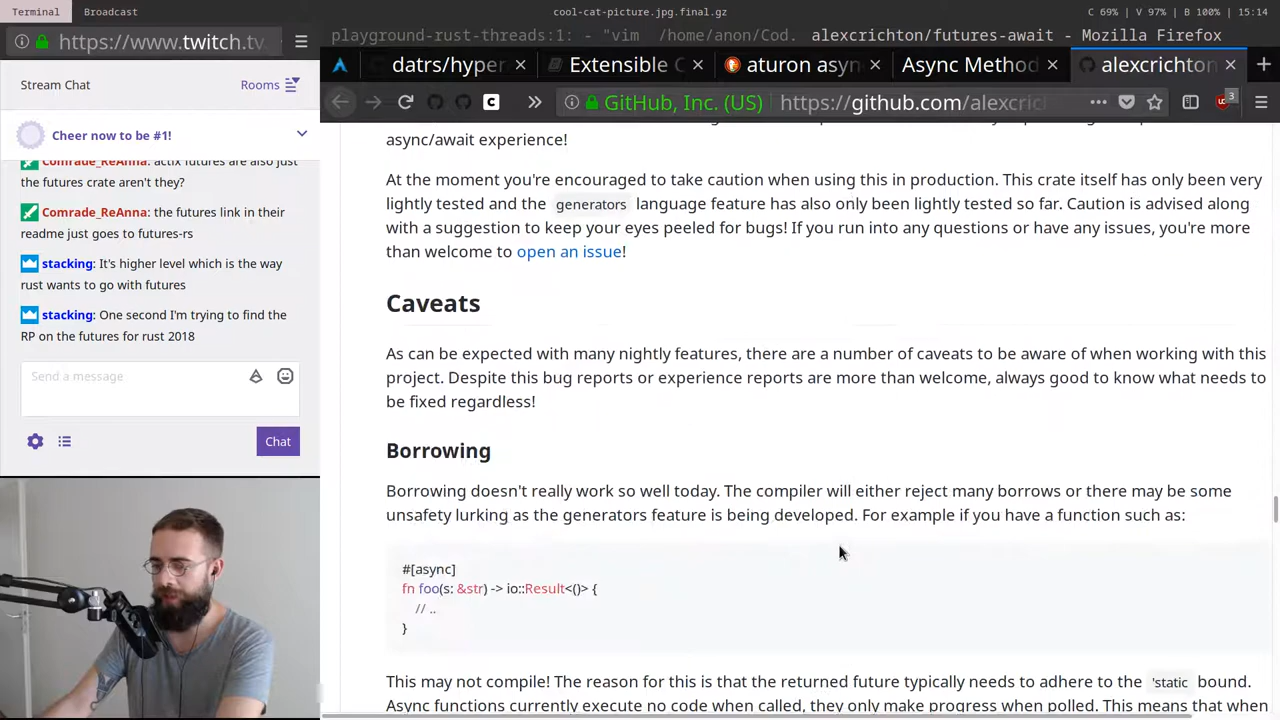 Terminal
Broadcast
cool-cat-picture.jpg.final.gz
C 69% | V 97% | B 100% | 15:14
playground-rust-threads:1: - "vim /home/anon/Cod.
alexcrichton/futures-await - Mozilla Firefox
https://www.twitch.tv
datrs/hyper
Extensible C
aturon asyn
Async Method
alexcrichton
GitHub, Inc. (US)
https://github.com/alexcrich
3
Stream Chat
Rooms
Cheer now to be #1!
Comrade_ReAnna: actix futures are also just
the futures crate aren't they?
Comrade_ReAnna: the futures link in their
readme just goes to futures-rs
stacking: It's higher level which is the way
rust wants to go with futures
stacking: One second I'm trying to find the
RP on the futures for rust 2018
Send a message
Chat
async/await experience!
At the moment you're encouraged to take caution when using this in production. This crate itself has only been very
lightly tested and the generators language feature has also only been lightly tested so far. Caution is advised along
with a suggestion to keep your eyes peeled for bugs! If you run into any questions or have any issues, you're more
than welcome to open an issue!
Caveats
As can be expected with many nightly features, there are a number of caveats to be aware of when working with this
project. Despite this bug reports or experience reports are more than welcome, always good to know what needs to
be fixed regardless!
Borrowing
Borrowing doesn't really work so well today. The compiler will either reject many borrows or there may be some
unsafety lurking as the generators feature is being developed. For example if you have a function such as:
#[async]
fn foo(s: &str) -> io::Result<()> {
// ..
}
This may not compile! The reason for this is that the returned future typically needs to adhere to the 'static bound.
Async functions currently execute no code when called, they only make progress when polled. This means that when